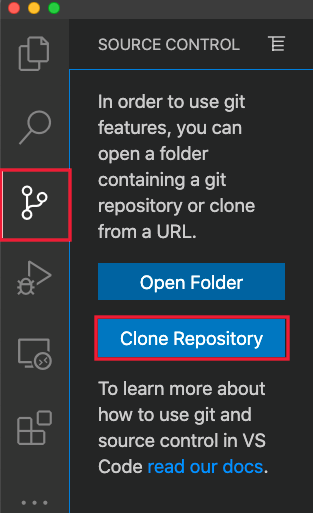 SOURCE CONTROL
In order to use git
features, you can
open a folder
containing a git
repository or clone
from a URL.
Open Folder
Clone Repository
To learn more about
how to use git and
source control in VS
Code read our docs.